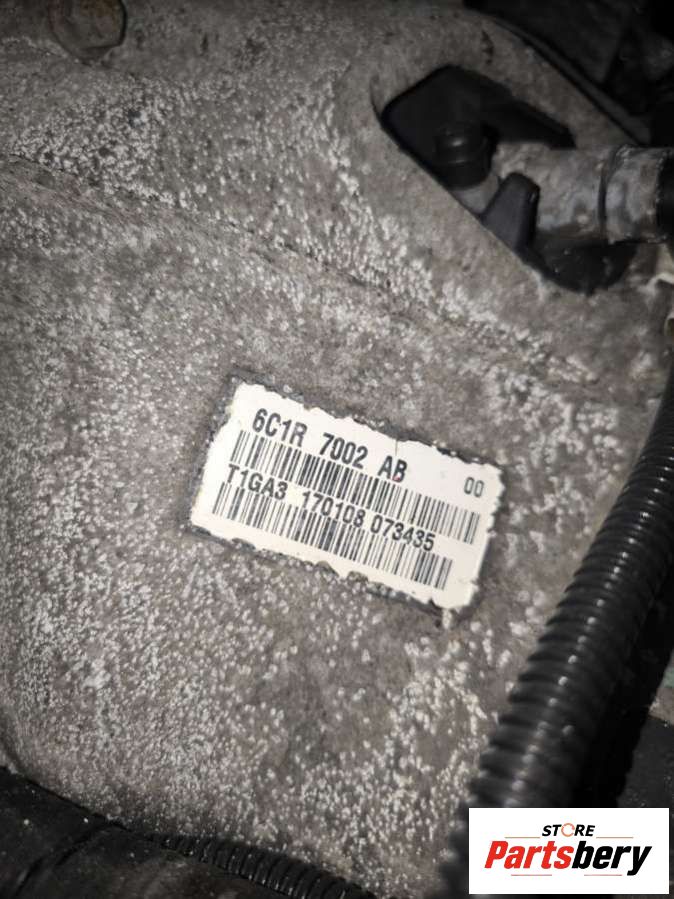 6C1R 7002 AB 00
T1GA3 170108 073435
STORE
Partsbery